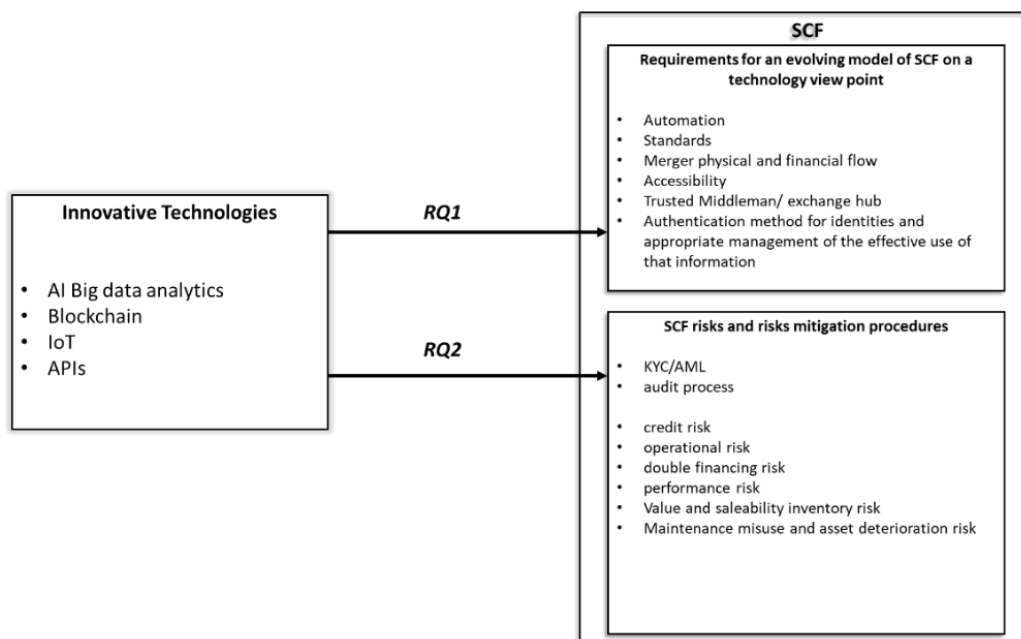 SCF
Requirements for an evolving model of SCF on a
technology view point
• Automation
• Standards
• Merger physical and financial flow
• Accessibility
• Trusted Middleman/ exchange hub
• Authentication method for identities and
appropriate management of the effective use of
that information
Innovative Technologies
• AI Big data analytics
• Blockchain
• IoT
• APIs
RQ1
RQ2
SCF risks and risks mitigation procedures
• KYC/AML
• audit process
• credit risk
• operational risk
• double financing risk
• performance risk
• Value and saleability inventory risk
• Maintenance misuse and asset deterioration risk